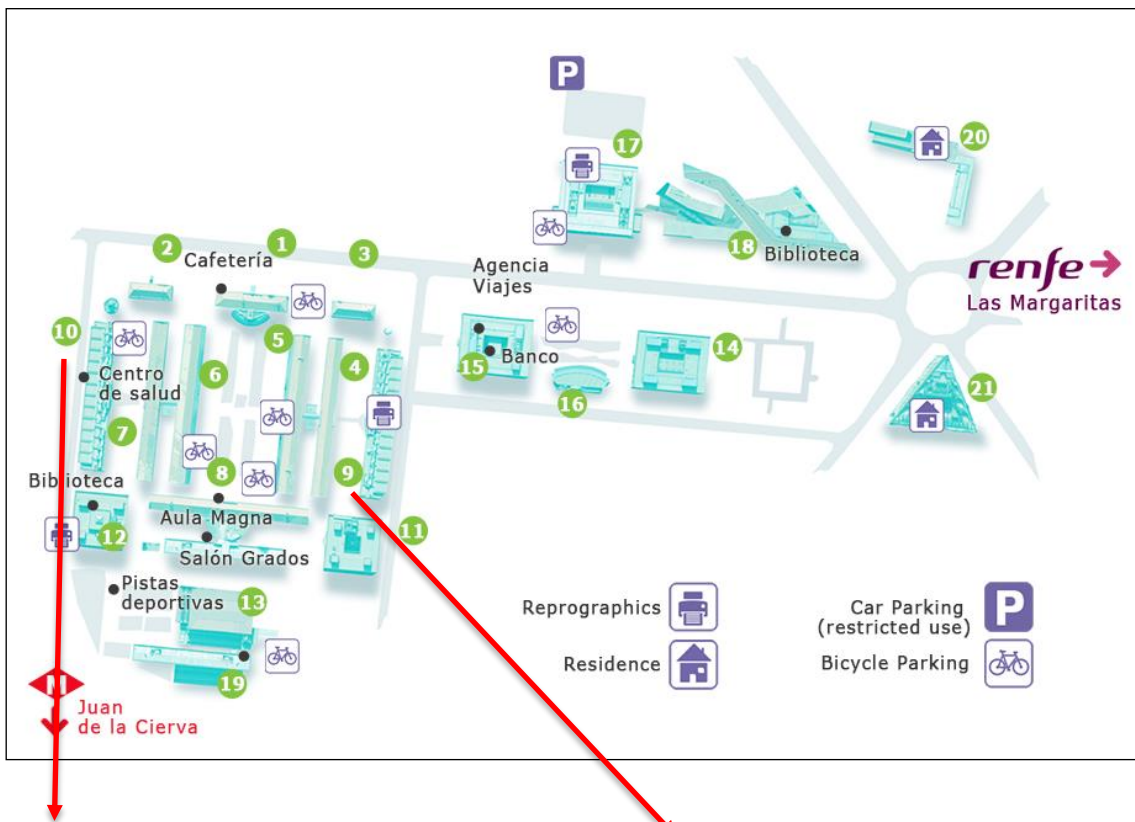 P
17
20
2
1
3
Cafetería
18
Biblioteca
renfe
Las Margaritas
Agencia
Viajes
10
5
4
6
15
Banco
14
16
21
Centro
de salud
7
8
9
Biblioteca
Aula Magna
11
12
Salón Grados
Pistas
deportivas
13
19
M
Juan
de la Cierva
Reprographics
Residence
Car Parking
(restricted use)
P
Bicycle Parking